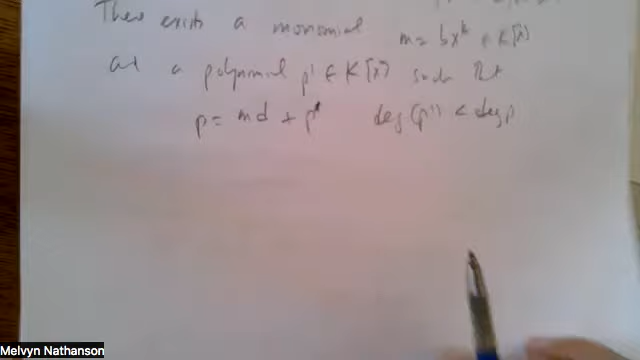 There exists a monomial m = bx^k ∈ K[x]
and a polynomial p' ∈ K[x] such that
p = md + p' deg(p') < deg p
Melvyn Nathanson